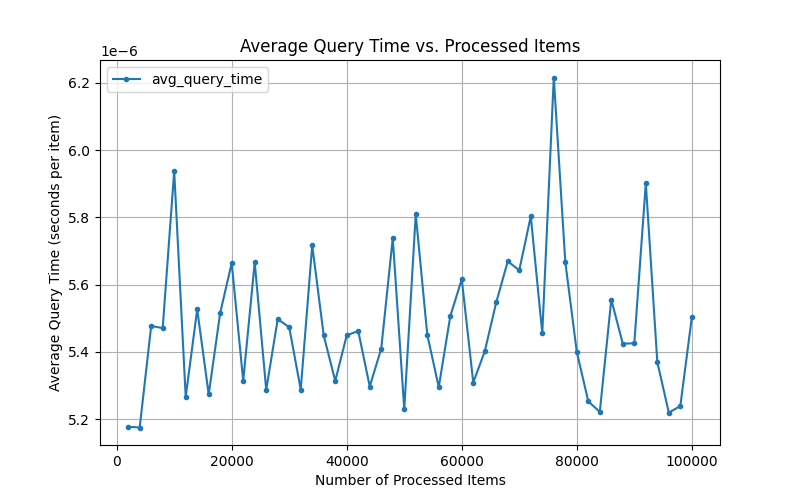 Average Query Time vs. Processed Items
1e−6
avg_query_time
6.2
6.0
5.8
5.6
5.4
5.2
Average Query Time (seconds per item)
0 20000 40000 60000 80000 100000
Number of Processed Items